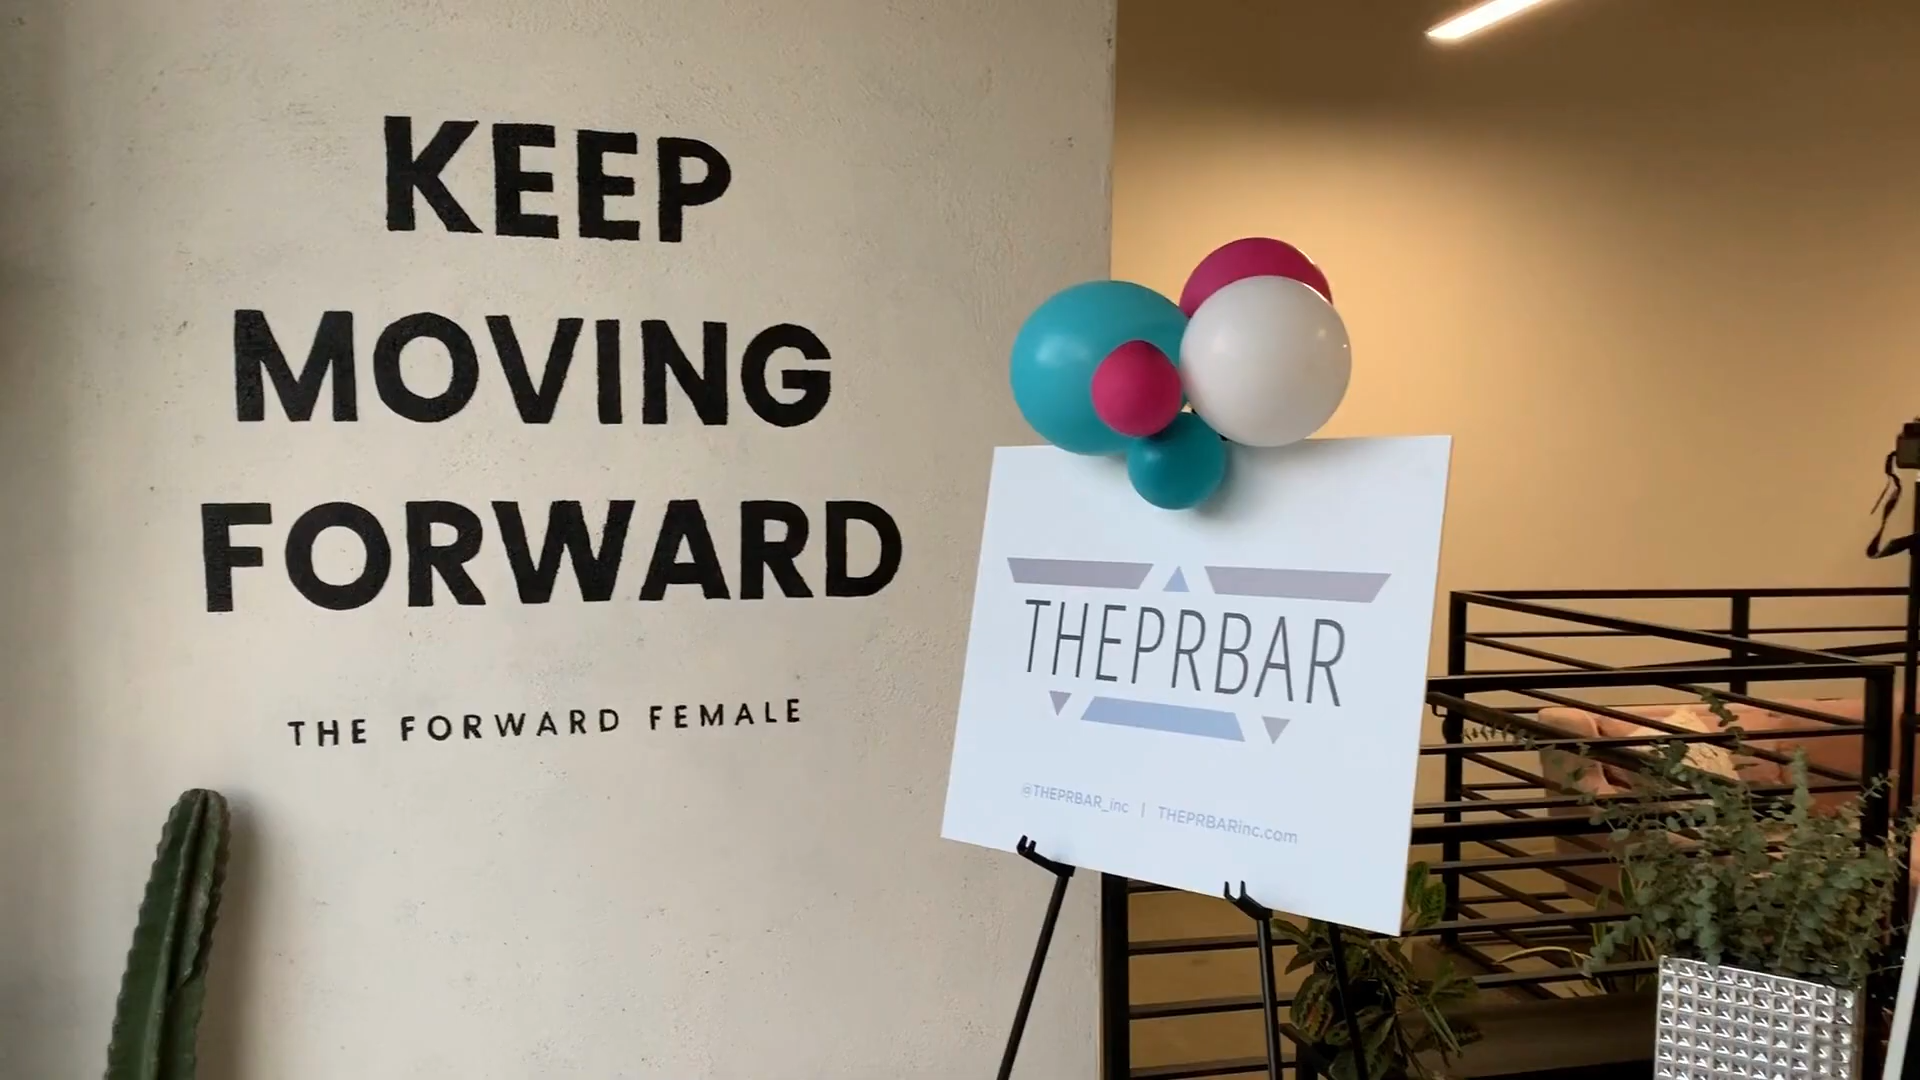 KEEP
MOVING
FORWARD
THE FORWARD FEMALE
THEPRBAR
@THEPRBAR_inc | THEPRBARinc.com